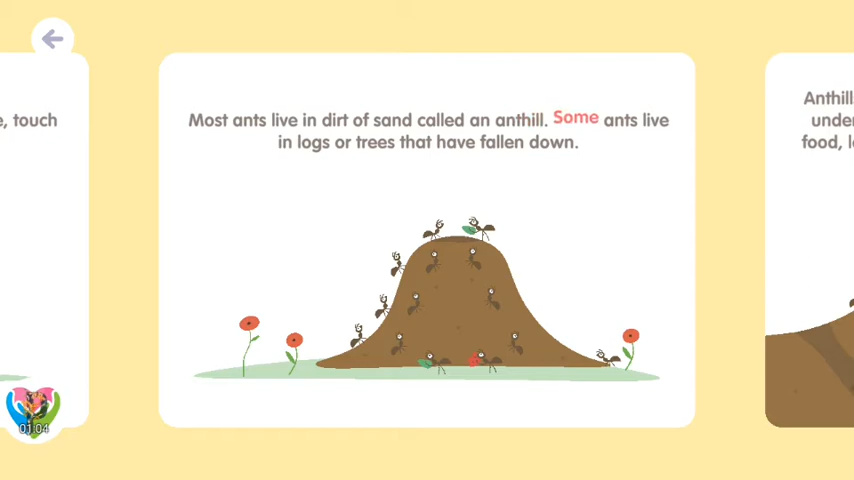 e, touch
Most ants live in dirt of sand called an anthill. Some ants live
in logs or trees that have fallen down.
Anthill
under
food, l
01:04